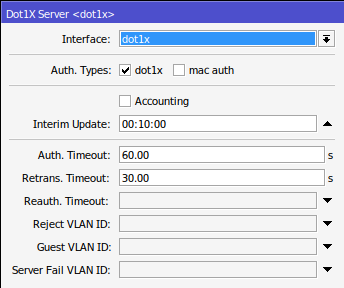 Dot1X Server <dot1x>
Interface: dot1x
Auth. Types: dot1x mac auth
Accounting
Interim Update: 00:10:00
Auth. Timeout: 60.00 s
Retrans. Timeout: 30.00 s
Reauth. Timeout:
Reject VLAN ID:
Guest VLAN ID:
Server Fail VLAN ID: